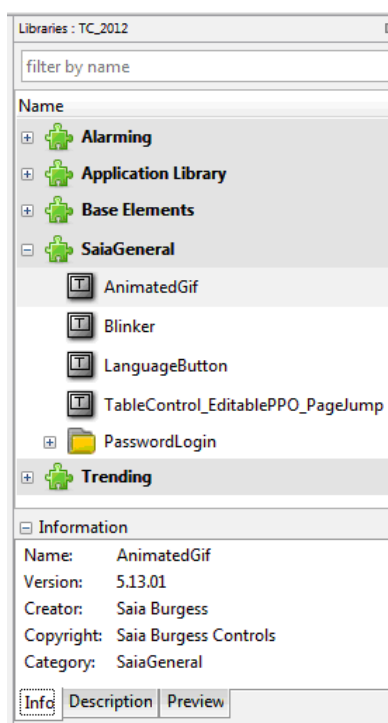 Libraries : TC_2012
filter by name
Name
Alarming
Application Library
Base Elements
SaiaGeneral
AnimatedGif
Blinker
LanguageButton
TableControl_EditablePPO_PageJump
PasswordLogin
Trending
Information
Name: AnimatedGif
Version: 5.13.01
Creator: Saia Burgess
Copyright: Saia Burgess Controls
Category: SaiaGeneral
Info Description Preview